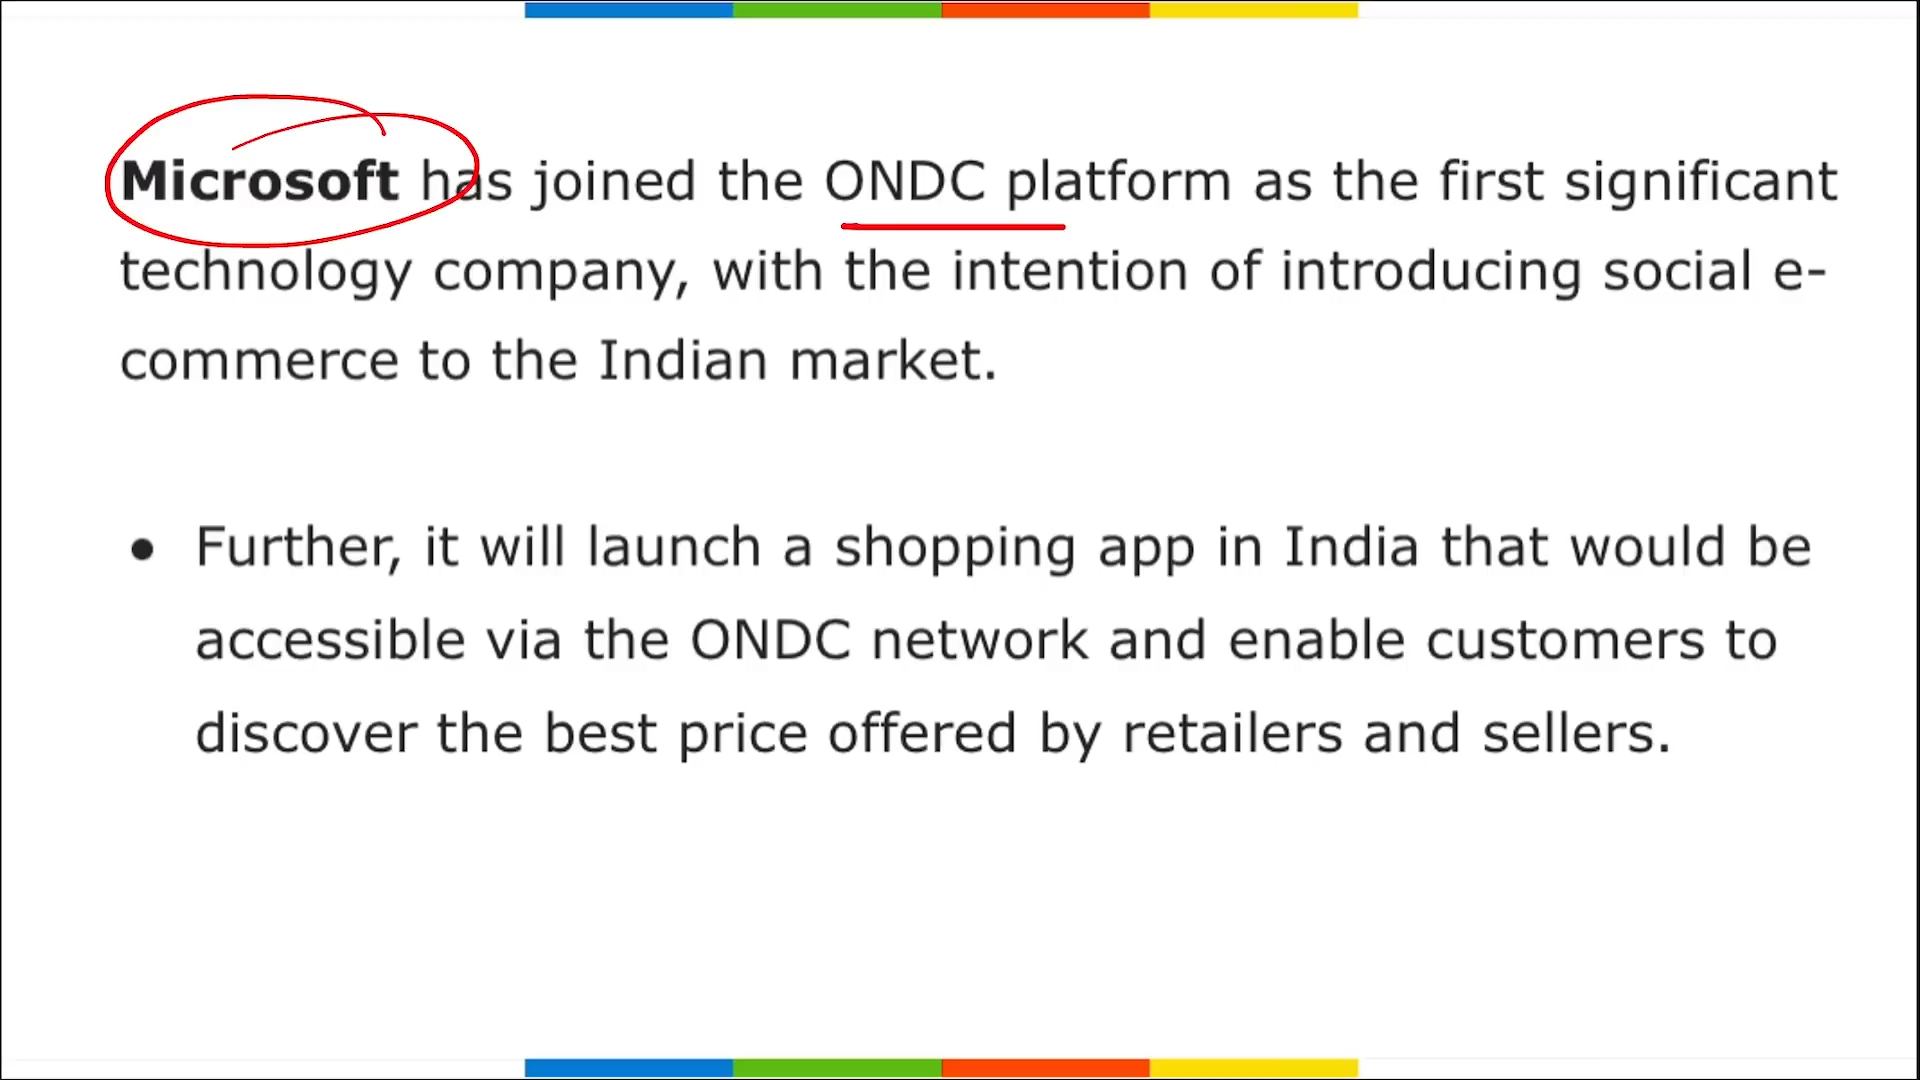 Microsoft has joined the ONDC platform as the first significant
technology company, with the intention of introducing social e-
commerce to the Indian market.
● Further, it will launch a shopping app in India that would be
accessible via the ONDC network and enable customers to
discover the best price offered by retailers and sellers.